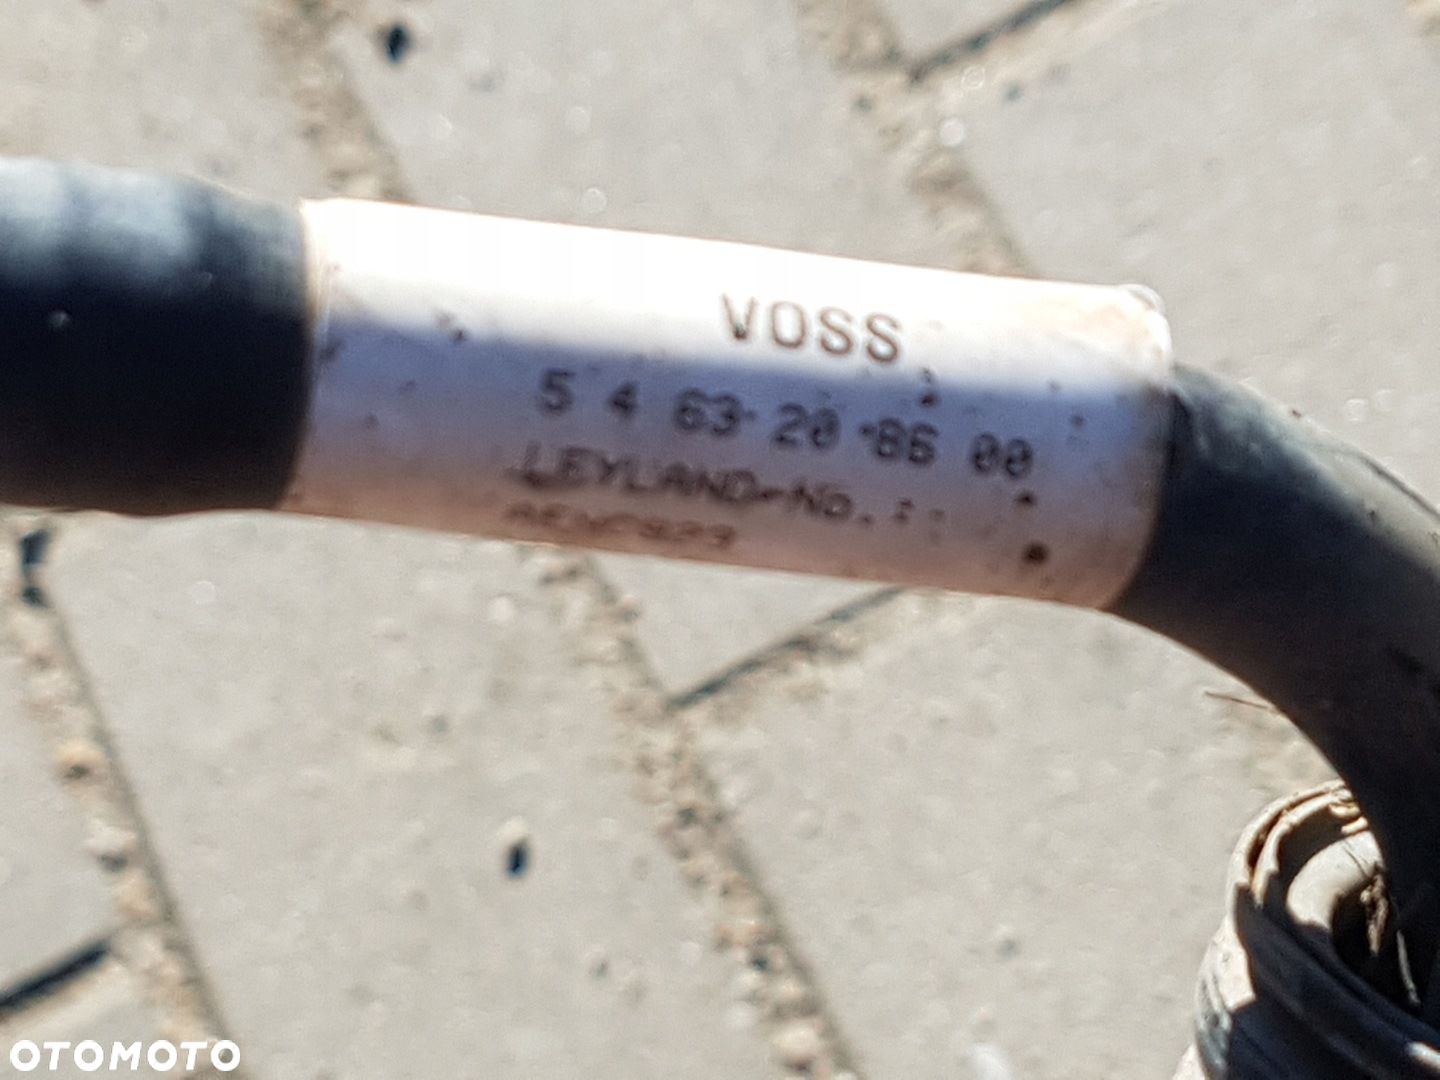 VOSS
5 4 63 20 86 00
LEYLAND-No. :
OTOMOTO